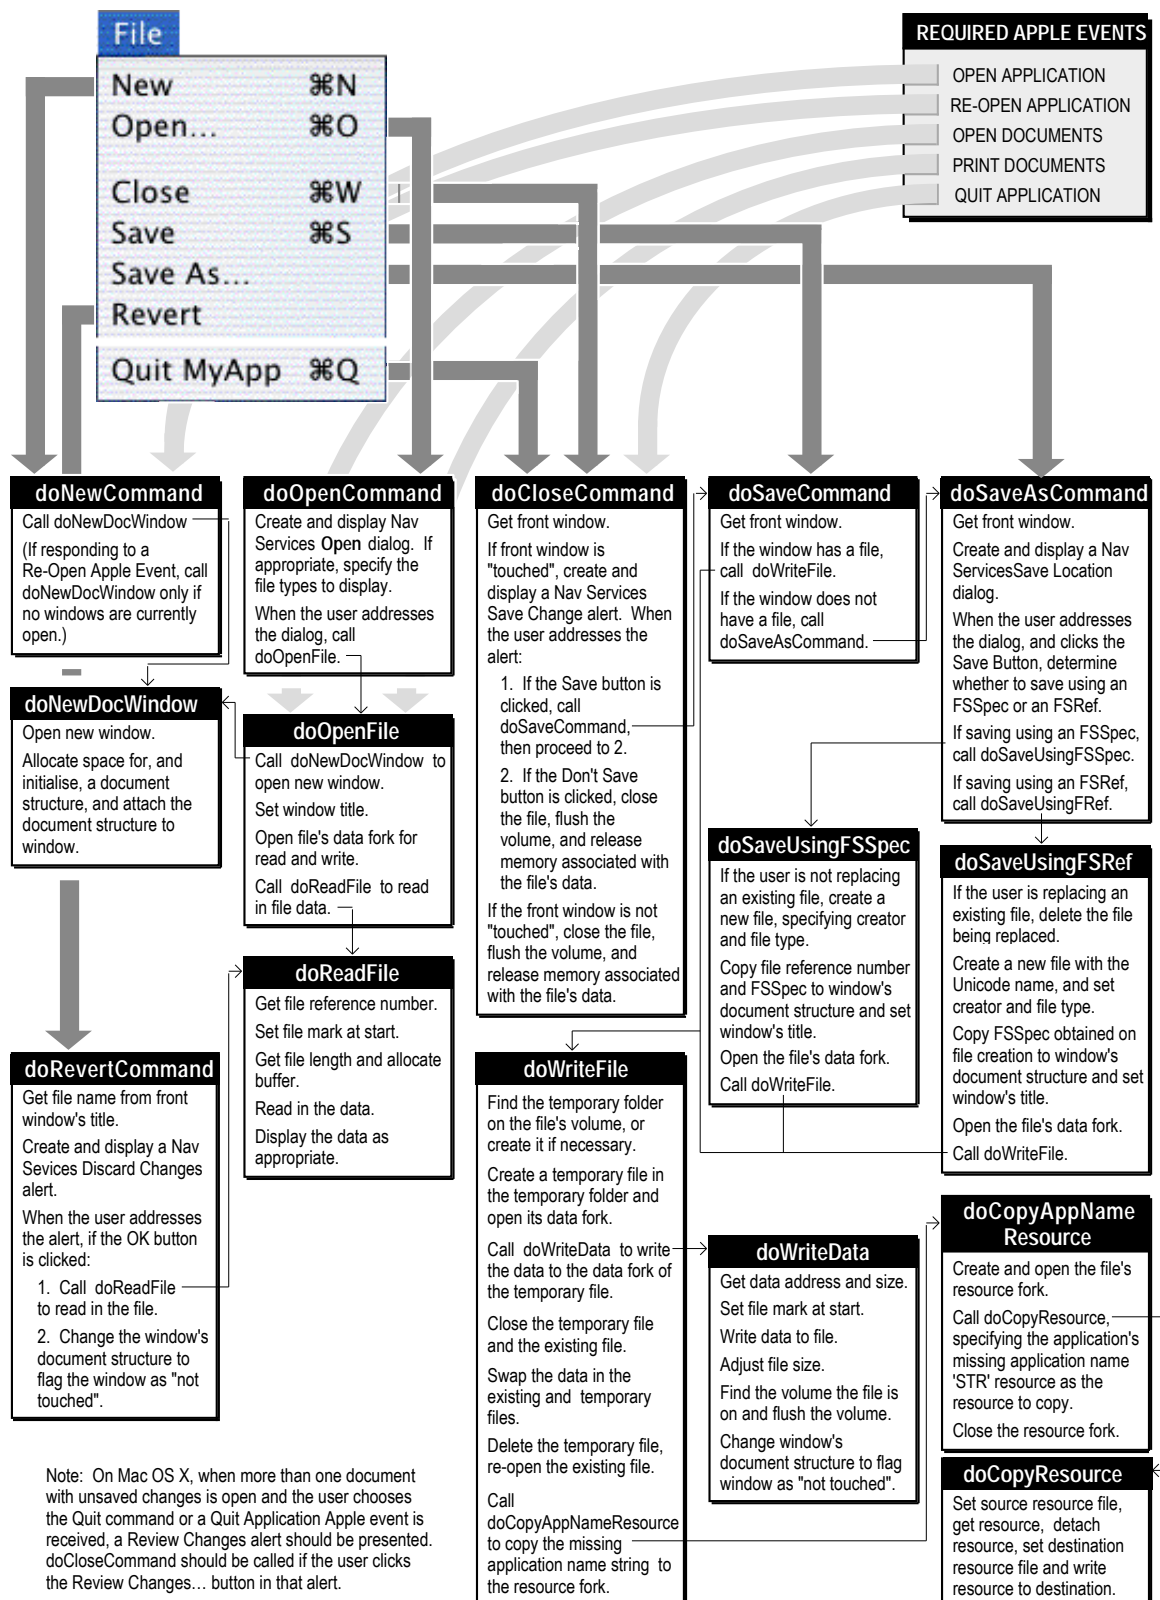 File
New ⌘N
Open... ⌘O
Close ⌘W
Save ⌘S
Save As...
Revert
Quit MyApp ⌘Q
REQUIRED APPLE EVENTS
OPEN APPLICATION
RE-OPEN APPLICATION
OPEN DOCUMENTS
PRINT DOCUMENTS
QUIT APPLICATION
doNewCommand
Call doNewDocWindow
(If responding to a
Re-Open Apple Event, call
doNewDocWindow only if
no windows are currently
open.)
doNewDocWindow
Open new window.
Allocate space for, and
initialise, a document
structure, and attach the
document structure to
window.
doRevertCommand
Get file name from front
window's title.
Create and display a Nav
Sevices Discard Changes
alert.
When the user addresses
the alert, if the OK button
is clicked:
1. Call doReadFile
to read in the file.
2. Change the window's
document structure to
flag the window as "not
touched".
doOpenCommand
Create and display Nav
Services Open dialog. If
appropriate, specify the
file types to display.
When the user addresses
the dialog, call
doOpenFile.
doOpenFile
Call doNewDocWindow to
open new window.
Set window title.
Open file's data fork for
read and write.
Call doReadFile to read
in file data.
doReadFile
Get file reference number.
Set file mark at start.
Get file length and allocate
buffer.
Read in the data.
Display the data as
appropriate.
doCloseCommand
Get front window.
If front window is
"touched", create and
display a Nav Services
Save Change alert. When
the user addresses the
alert:
1. If the Save button is
clicked, call
doSaveCommand,
then proceed to 2.
2. If the Don't Save
button is clicked, close
the file, flush the
volume, and release
memory associated with
the file's data.
If the front window is not
"touched", close the file,
flush the volume, and
release memory associated
with the file's data.
doWriteFile
Find the temporary folder
on the file's volume, or
create it if necessary.
Create a temporary file in
the temporary folder and
open its data fork.
Call doWriteData to write
the data to the data fork of
the temporary file.
Close the temporary file
and the existing file.
Swap the data in the
existing and temporary
files.
Delete the temporary file,
re-open the existing file.
Call
doCopyAppNameResource
to copy the missing
application name string to
the resource fork.
doSaveCommand
Get front window.
If the window has a file,
call doWriteFile.
If the window does not
have a file, call
doSaveAsCommand.
doSaveUsingFSSpec
If the user is not replacing
an existing file, create a
new file, specifying creator
and file type.
Copy file reference number
and FSSpec to window's
document structure and set
window's title.
Open the file's data fork.
Call doWriteFile.
doWriteData
Get data address and size.
Set file mark at start.
Write data to file.
Adjust file size.
Find the volume the file is
on and flush the volume.
Change window's
document structure to flag
window as "not touched".
doSaveAsCommand
Get front window.
Create and display a Nav
ServicesSave Location
dialog.
When the user addresses
the dialog, and clicks the
Save Button, determine
whether to save using an
FSSpec or an FSRef.
If saving using an FSSpec,
call doSaveUsingFSSpec.
If saving using an FSRef,
call doSaveUsingFRef.
doSaveUsingFSRef
If the user is replacing an
existing file, delete the file
being replaced.
Create a new file with the
Unicode name, and set
creator and file type.
Copy FSSpec obtained on
file creation to window's
document structure and set
window's title.
Open the file's data fork.
Call doWriteFile.
doCopyAppName
Resource
Create and open the file's
resource fork.
Call doCopyResource,
specifying the application's
missing application name
'STR' resource as the
resource to copy.
Close the resource fork.
doCopyResource
Set source resource file,
get resource, detach
resource, set destination
resource file and write
resource to destination.
Note: On Mac OS X, when more than one document
with unsaved changes is open and the user chooses
the Quit command or a Quit Application Apple event is
received, a Review Changes alert should be presented.
doCloseCommand should be called if the user clicks
the Review Changes… button in that alert.